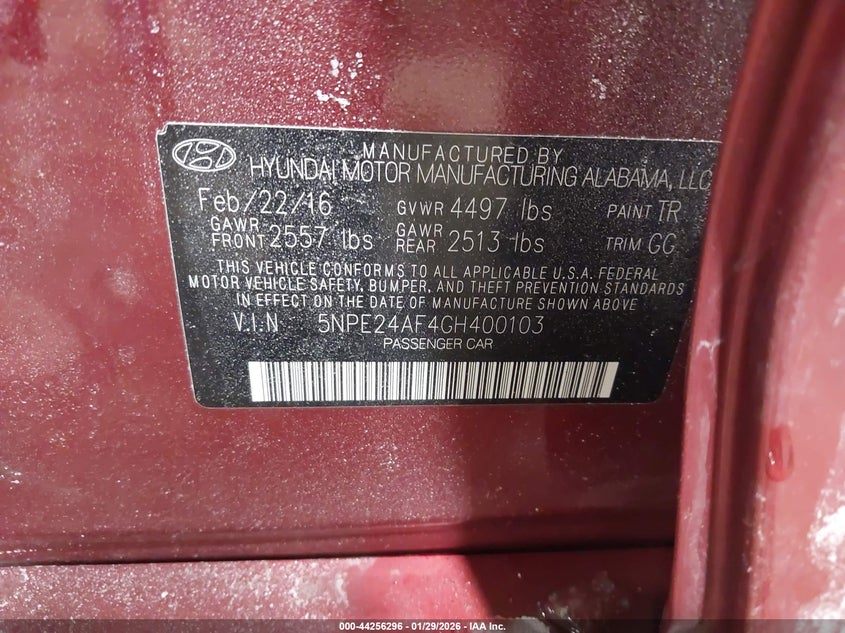 MANUFACTURED BY
HYUNDAI MOTOR MANUFACTURING ALABAMA, LLC
Feb/22/16 GVWR 4497 lbs PAINT TR
GAWR FRONT 2557 lbs GAWR REAR 2513 lbs TRIM GG
THIS VEHICLE CONFORMS TO ALL APPLICABLE U.S.A. FEDERAL
MOTOR VEHICLE SAFETY, BUMPER, AND THEFT PREVENTION STANDARDS
IN EFFECT ON THE DATE OF MANUFACTURE SHOWN ABOVE
V.I.N 5NPE24AF4GH400103
PASSENGER CAR
000-44256296 - 01/29/2026 - IAA Inc.